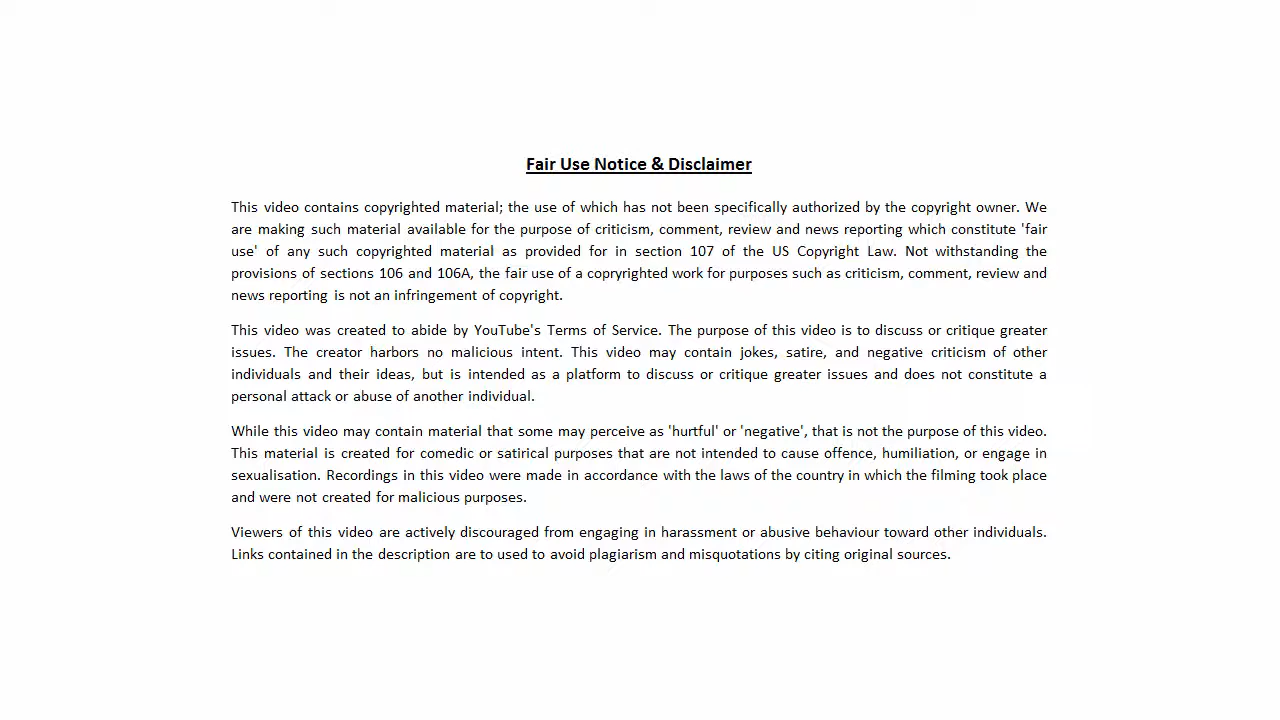 Fair Use Notice & Disclaimer
This video contains copyrighted material; the use of which has not been specifically authorized by the copyright owner. We
are making such material available for the purpose of criticism, comment, review and news reporting which constitute 'fair
use' of any such copyrighted material as provided for in section 107 of the US Copyright Law. Not withstanding the
provisions of sections 106 and 106A, the fair use of a copryrighted work for purposes such as criticism, comment, review and
news reporting is not an infringement of copyright.
This video was created to abide by YouTube's Terms of Service. The purpose of this video is to discuss or critique greater
issues. The creator harbors no malicious intent. This video may contain jokes, satire, and negative criticism of other
individuals and their ideas, but is intended as a platform to discuss or critique greater issues and does not constitute a
personal attack or abuse of another individual.
While this video may contain material that some may perceive as 'hurtful' or 'negative', that is not the purpose of this video.
This material is created for comedic or satirical purposes that are not intended to cause offence, humiliation, or engage in
sexualisation. Recordings in this video were made in accordance with the laws of the country in which the filming took place
and were not created for malicious purposes.
Viewers of this video are actively discouraged from engaging in harassment or abusive behaviour toward other individuals.
Links contained in the description are to used to avoid plagiarism and misquotations by citing original sources.